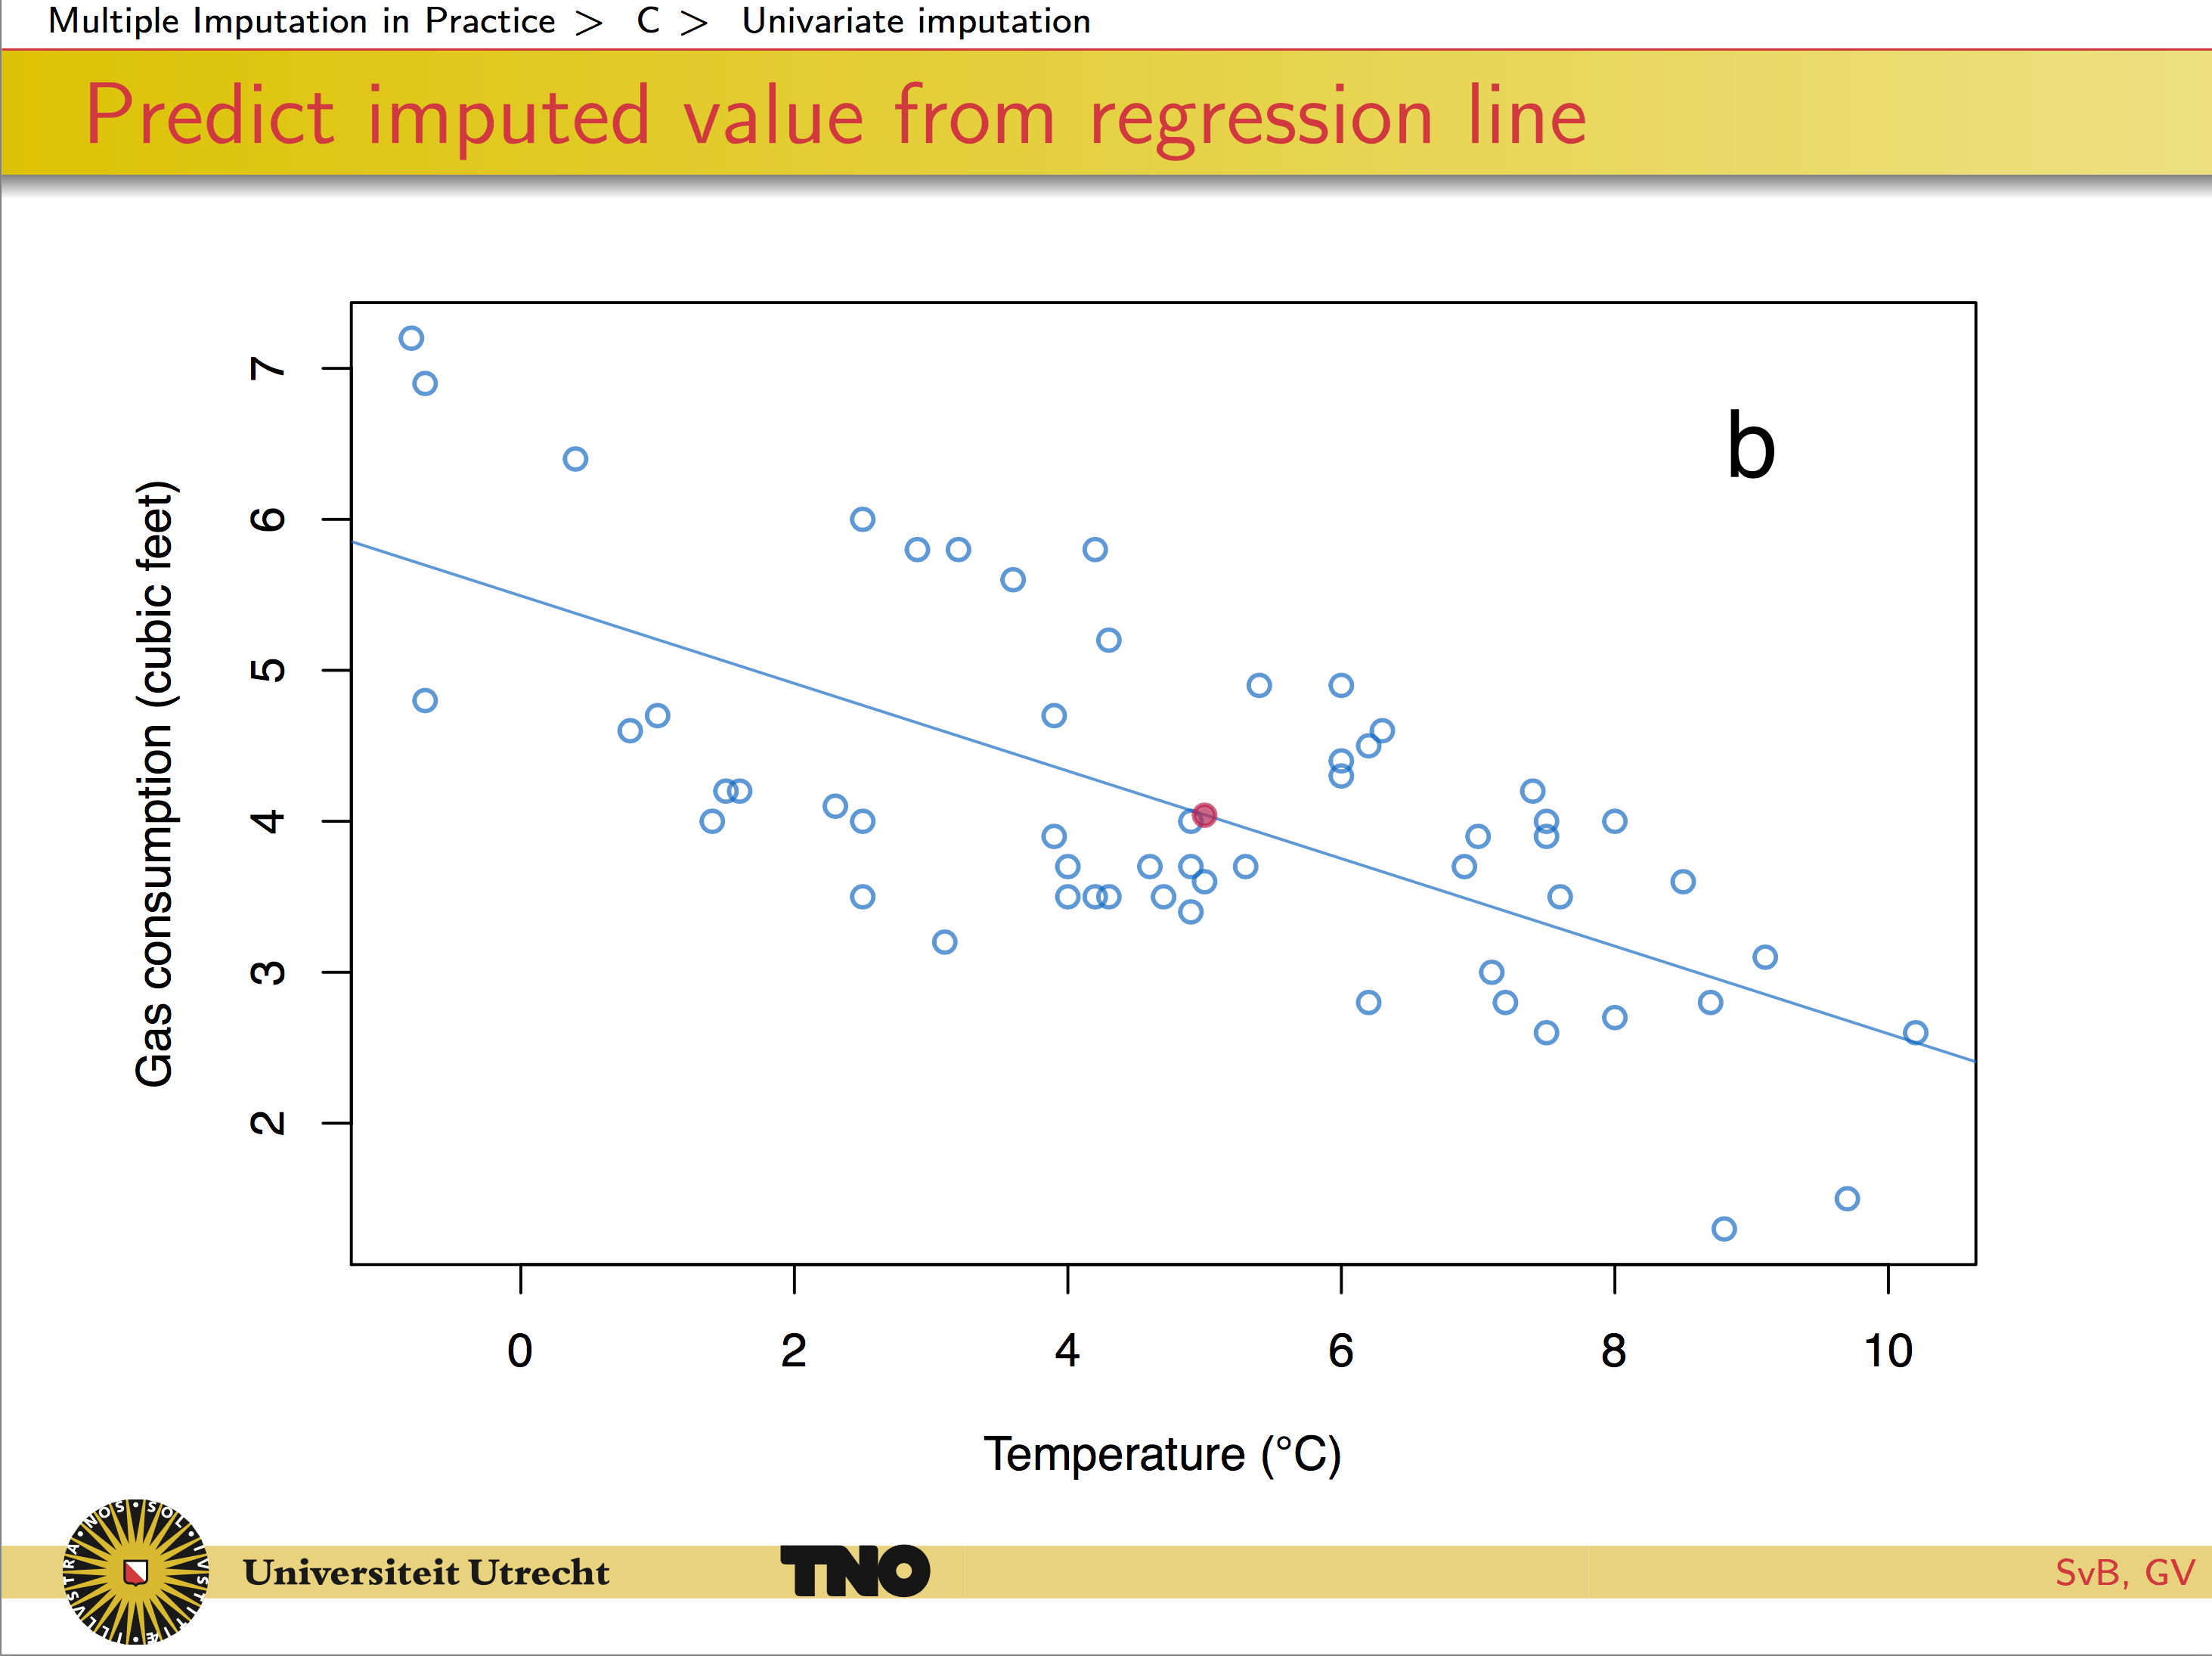 Multiple Imputation in Practice > C > Univariate imputation
Predict imputed value from regression line
b
Gas consumption (cubic feet)
7
6
5
4
3
2
0 2 4 6 8 10
Temperature (°C)
Universiteit Utrecht
TNO
SvB, GV